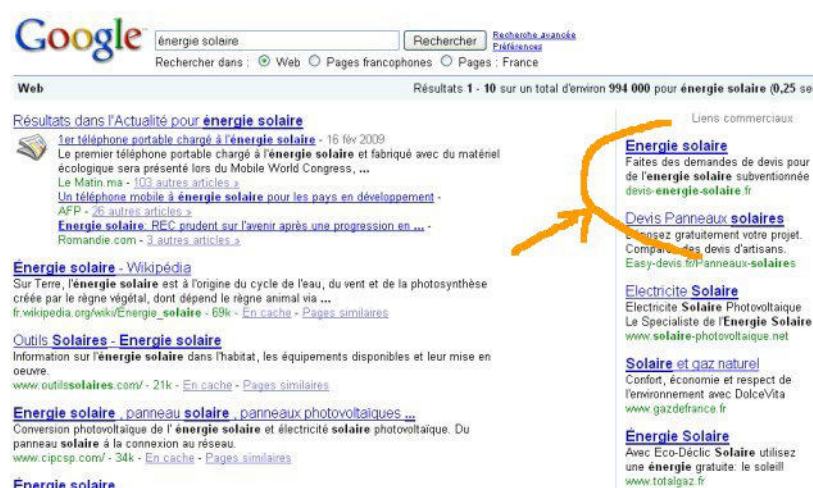 Google
énergie solaire
Rechercher
Recherche avancée
Préférences
Rechercher dans : Web Pages francophones Pages : France
Web
Résultats 1 - 10 sur un total d'environ 994 000 pour énergie solaire (0,25 se
Résultats dans l'Actualité pour énergie solaire
1er téléphone portable chargé à l'énergie solaire - 16 fév 2009
Le premier téléphone portable chargé à l'énergie solaire et fabriqué avec du matériel
écologique sera présenté lors du Mobile World Congress, ...
Le Matin.ma - 103 autres articles »
Un téléphone mobile à énergie solaire pour les pays en développement -
AFP - 26 autres articles »
Energie solaire: REC prudent sur l'avenir après une progression en ... -
Romandie.com - 3 autres articles »
Énergie solaire - Wikipédia
Sur Terre, l'énergie solaire est à l'origine du cycle de l'eau, du vent et de la photosynthèse
créée par le règne végétal, dont dépend le règne animal via ...
fr.wikipedia.org/wiki/Énergie_solaire - 69k - En cache - Pages similaires
Outils Solaires - Energie solaire
Information sur l'énergie solaire dans l'habitat, les équipements disponibles et leur mise en
oeuvre.
www.outilssolaires.com/ - 21k - En cache - Pages similaires
Energie solaire , panneau solaire , panneaux photovoltaïques ...
Conversion photovoltaïque de l' énergie solaire et électricité solaire photovoltaïque. Du
panneau solaire à la connexion au réseau.
www.cipcsp.com/ - 34k - En cache - Pages similaires
Énergie solaire
Liens commerciaux
Energie solaire
Faites des demandes de devis pour
de l'energie solaire subventionnée
devis-energie-solaire.fr
Devis Panneaux solaires
Déposez gratuitement votre projet.
Comparez des devis d'artisans.
Easy-devis.fr/Panneaux-solaires
Electricite Solaire
Electricite Solaire Photovoltaique
Le Specialiste de l'Energie Solaire
www.solaire-photovoltaique.net
Solaire et gaz naturel
Confort, économie et respect de
l'environnement avec DolceVita
www.gazdefrance.fr
Énergie Solaire
Avec Eco-Déclic Solaire utilisez
une énergie gratuite: le soleil!
www.totalgaz.fr